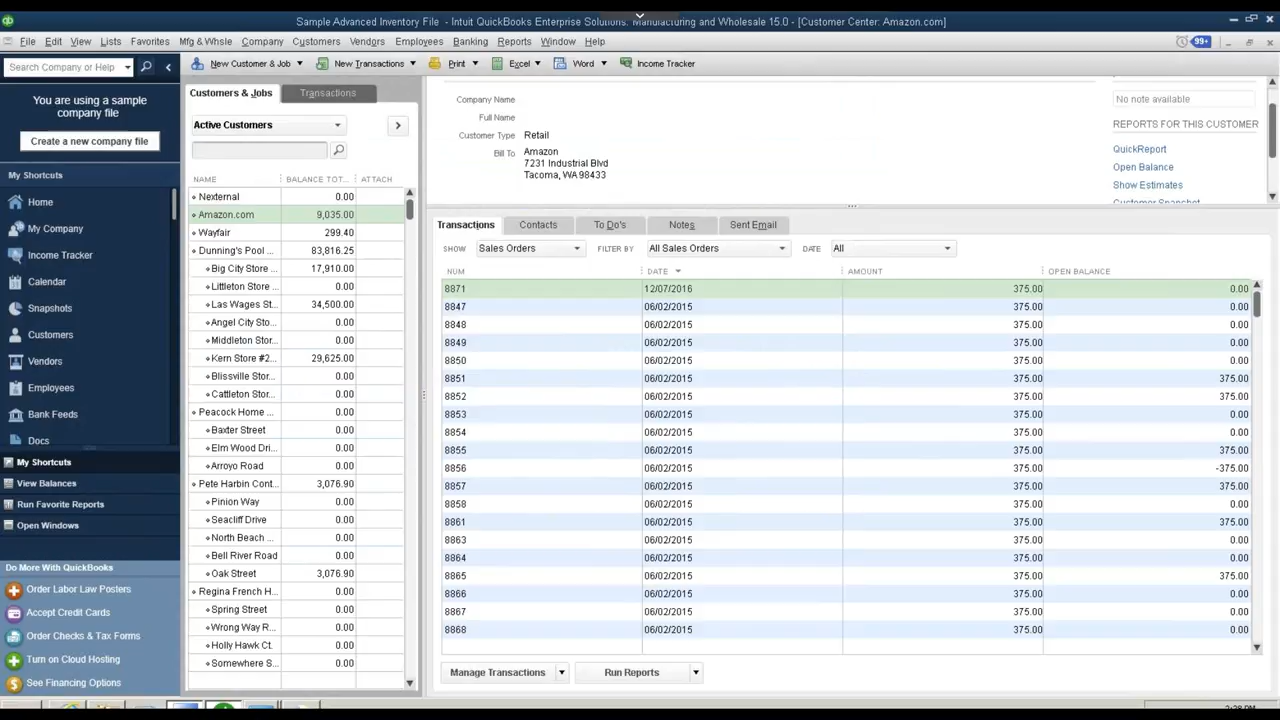 Sample Advanced Inventory File - Intuit QuickBooks Enterprise Solutions: Manufacturing and Wholesale 15.0 - [Customer Center: Amazon.com]
File Edit View Lists Favorites Mfg & Whsle Company Customers Vendors Employees Banking Reports Window Help 99+
Search Company or Help
New Customer & Job New Transactions Print Excel Word Income Tracker
You are using a sample
company file
Create a new company file
My Shortcuts
Home
My Company
Income Tracker
Calendar
Snapshots
Customers
Vendors
Employees
Bank Feeds
Docs
My Shortcuts
View Balances
Run Favorite Reports
Open Windows
Do More With QuickBooks
Order Labor Law Posters
Accept Credit Cards
Order Checks & Tax Forms
Turn on Cloud Hosting
See Financing Options
Customers & Jobs Transactions
Active Customers
NAME BALANCE TOT... ATTACH
Nexternal 0.00
Amazon.com 9,035.00
Wayfair 299.40
Dunning's Pool ... 83,816.25
Big City Store ... 17,910.00
Littleton Store ... 0.00
Las Wages St... 34,500.00
Angel City Sto... 0.00
Middleton Stor... 0.00
Kern Store #2... 29,625.00
Blissville Stor... 0.00
Cattleton Stor... 0.00
Peacock Home ... 0.00
Baxter Street 0.00
Elm Wood Dri... 0.00
Arroyo Road 0.00
Pete Harbin Cont... 3,076.90
Pinion Way 0.00
Seacliff Drive 0.00
North Beach ... 0.00
Bell River Road 0.00
Oak Street 3,076.90
Regina French H... 0.00
Spring Street 0.00
Wrong Way R... 0.00
Holly Hawk Ct. 0.00
Somewhere S... 0.00
Company Name
Full Name
Customer Type Retail
Bill To Amazon
7231 Industrial Blvd
Tacoma, WA 98433
No note available
REPORTS FOR THIS CUSTOMER
QuickReport
Open Balance
Show Estimates
Customer Snapshot
Transactions Contacts To Do's Notes Sent Email
SHOW Sales Orders FILTER BY All Sales Orders DATE All
NUM DATE AMOUNT OPEN BALANCE
8871 12/07/2016 375.00 0.00
8847 06/02/2015 375.00 0.00
8848 06/02/2015 375.00 0.00
8849 06/02/2015 375.00 0.00
8850 06/02/2015 375.00 0.00
8851 06/02/2015 375.00 375.00
8852 06/02/2015 375.00 375.00
8853 06/02/2015 375.00 0.00
8854 06/02/2015 375.00 0.00
8855 06/02/2015 375.00 375.00
8856 06/02/2015 375.00 -375.00
8857 06/02/2015 375.00 375.00
8858 06/02/2015 375.00 0.00
8861 06/02/2015 375.00 375.00
8863 06/02/2015 375.00 0.00
8864 06/02/2015 375.00 0.00
8865 06/02/2015 375.00 375.00
8866 06/02/2015 375.00 0.00
8867 06/02/2015 375.00 0.00
8868 06/02/2015 375.00 0.00
Manage Transactions Run Reports